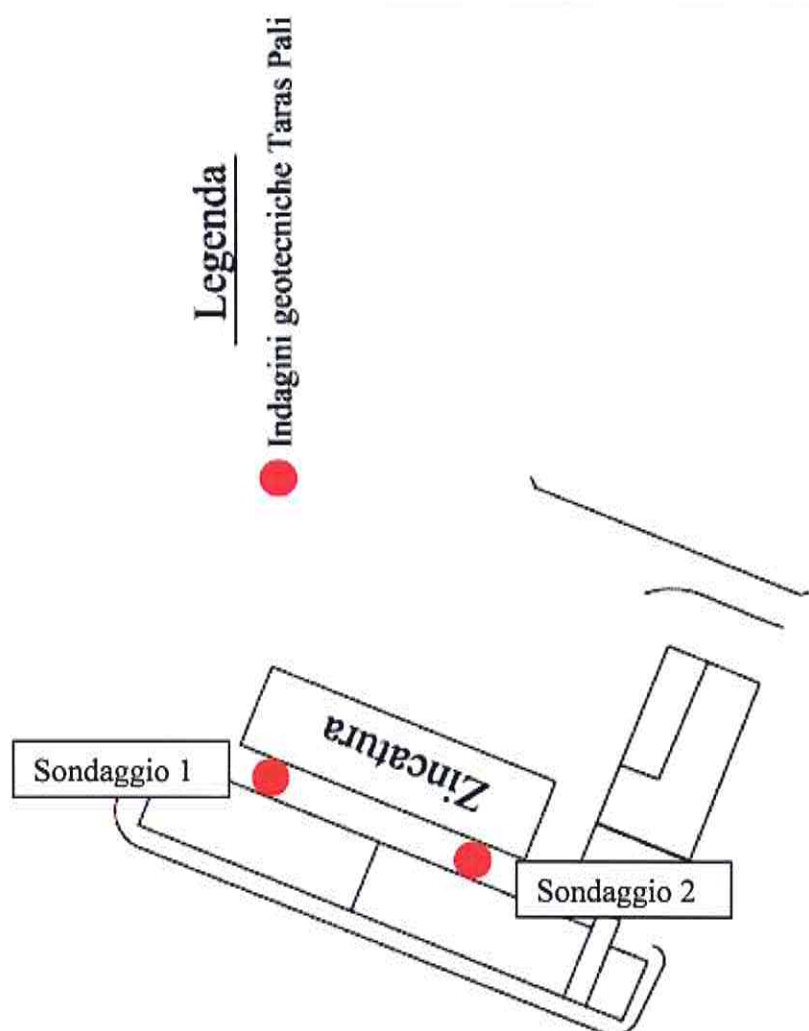 Legenda
Indagini geotecniche Taras Pali
Zincatura
Sondaggio 1
Sondaggio 2